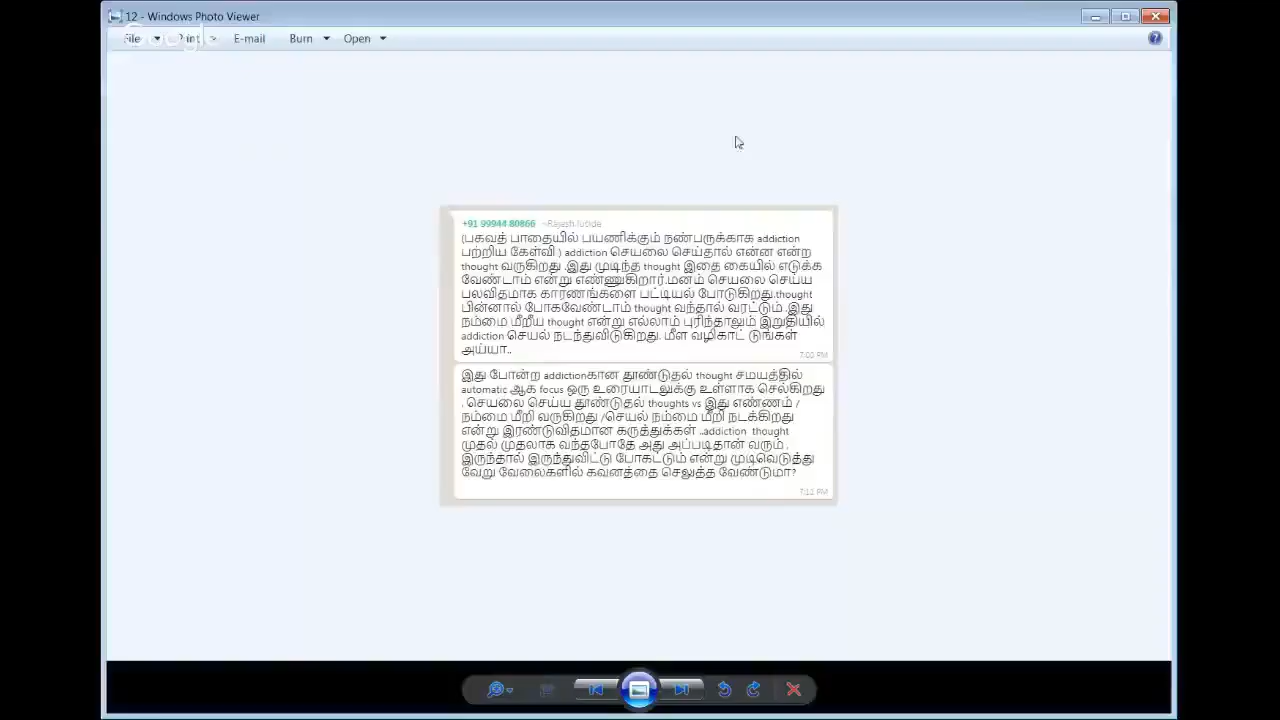 12 - Windows Photo Viewer
Google
File Print E-mail Burn Open
+91 99944 80866 ~Rajesh
(பகவத் பாதையில் பயணிக்கும் நண்பருக்காக addiction
பற்றிய கேள்வி ) addiction செயலை செய்தால் என்ன என்ற
thought வருகிறது .இது முடிந்த thought இதை கையில் எடுக்க
வேண்டாம் என்று எண்ணுகிறார்.மனம் செயலை செய்ய
பலவிதமாக காரணங்களை பட்டியல் போடுகிறது.thought
பின்னால் போகவேண்டாம் thought வந்தால் வரட்டும் .இது
நம்மை மீறீய thought என்று எல்லாம் புரிந்தாலும் இறுதியில்
addiction செயல் நடந்துவிடுகிறது. மீள வழிகாட் டுங்கள்
அய்யா..
7:00 PM
இது போன்ற addictionகான தூண்டுதல் thought சமயத்தில்
automatic ஆக focus ஒரு உரையாடலுக்கு உள்ளாக செல்கிறது
. செயலை செய்ய தூண்டுதல் thoughts vs இது எண்ணம் /
நம்மை மீறி வருகிறது /செயல் நம்மை மீறி நடக்கிறது
என்று இரண்டுவிதமான கருத்துக்கள் ..addiction thought
முதல் முதலாக வந்தபோதே அது அப்படிதான் வரும் .
இருந்தால் இருந்துவிட்டு போகட்டும் என்று முடிவெடுத்து
வேறு வேலைகளில் கவனத்தை செலுத்த வேண்டுமா?
7:12 PM